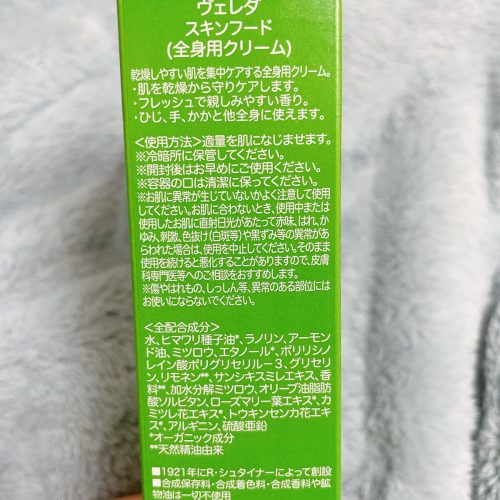 ヴェレダ
スキンフード
(全身用クリーム)
乾燥しやすい肌を集中ケアする全身用クリーム。
・肌を乾燥から守りケアします。
・フレッシュで親しみやすい香り。
・ひじ、手、かかと他全身に使えます。
<使用方法>適量を肌になじませます。
※冷暗所に保管してください。
※開封後はお早めにご使用ください。
※容器の口は清潔に保ってください。
※お肌に異常が生じていないかよく注意して使用
してください。お肌に合わないとき、使用中または
使用したお肌に直射日光があたって赤味、はれ、か
ゆみ、刺激、色抜け(白斑等)や黒ずみ等の異常があ
らわれた場合は、使用を中止してください。そのまま
使用を続けると悪化することがありますので、皮膚
科専門医等へのご相談をおすすめします。
※傷やはれもの、しっしん等、異常のある部位には
お使いにならないでください。
<全配合成分>
水、ヒマワリ種子油*、ラノリン、アーモン
ド油、ミツロウ、エタノール*、ポリリシノ
レイン酸ポリグリセリル－3、グリセリ
ン、リモネン**、サンシキスミレエキス、香
料**、加水分解ミツロウ、オリーブ油脂肪
酸ソルビタン、ローズマリー葉エキス*、カ
ミツレ花エキス*、トウキンセンカ花エキ
ス*、アルギニン、硫酸亜鉛
*オーガニック成分
**天然精油由来
■1921年にR・シュタイナーによって創設
■合成保存料・合成着色料・合成香料や鉱
物油は一切不使用